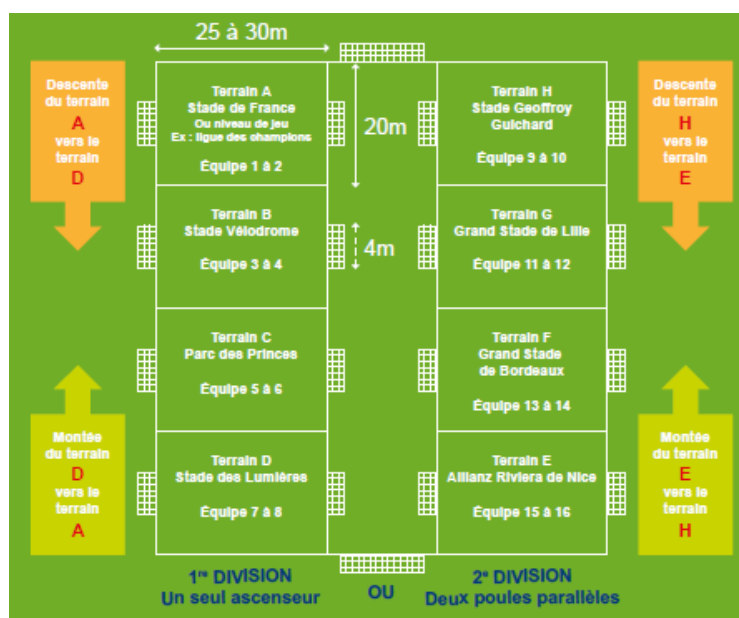 25 à 30m
Descente
du terrain
A
vers le
terrain
D
Terrain A
Stade de France
Ou niveau de jeu
Ex : ligue des champions
Équipe 1 à 2
20m
Terrain H
Stade Geoffroy
Guichard
Équipe 9 à 10
Descente
du terrain
H
vers le
terrain
E
Terrain B
Stade Vélodrome
Équipe 3 à 4
4m
Terrain G
Grand Stade de Lille
Équipe 11 à 12
Terrain C
Parc des Princes
Équipe 5 à 6
Terrain F
Grand Stade
de Bordeaux
Équipe 13 à 14
Montée
du terrain
D
vers le
terrain
A
Terrain D
Stade des Lumières
Équipe 7 à 8
Terrain E
Allianz Riviera de Nice
Équipe 15 à 16
Montée
du terrain
E
vers le
terrain
H
1re DIVISION
Un seul ascenseur
OU
2e DIVISION
Deux poules parallèles